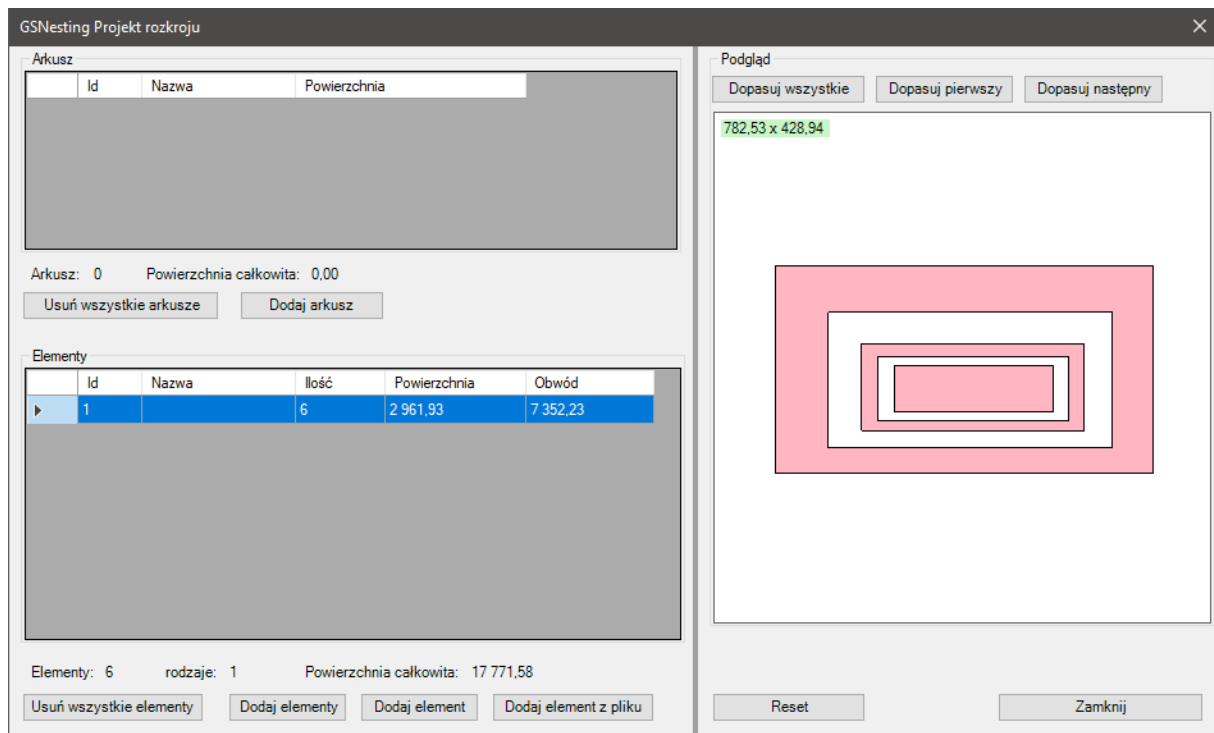 GSNesting Projekt rozkroju
Arkusz
Id Nazwa Powierzchnia
Arkusz: 0 Powierzchnia całkowita: 0,00
Usuń wszystkie arkusze Dodaj arkusz
Elementy
Id Nazwa Ilość Powierzchnia Obwód
1 6 2 961,93 7 352,23
Elementy: 6 rodzaje: 1 Powierzchnia całkowita: 17 771,58
Usuń wszystkie elementy Dodaj elementy Dodaj element Dodaj element z pliku
Podgląd
Dopasuj wszystkie Dopasuj pierwszy Dopasuj następny
782,53 x 428,94
Reset Zamknij